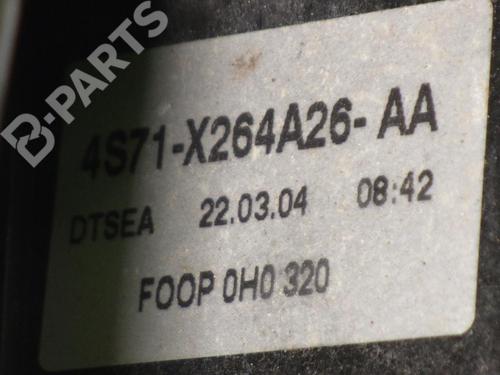 B-PARTS
4S71-X264A26-AA
DTSEA 22.03.04 08:42
FOOP 0H0 320